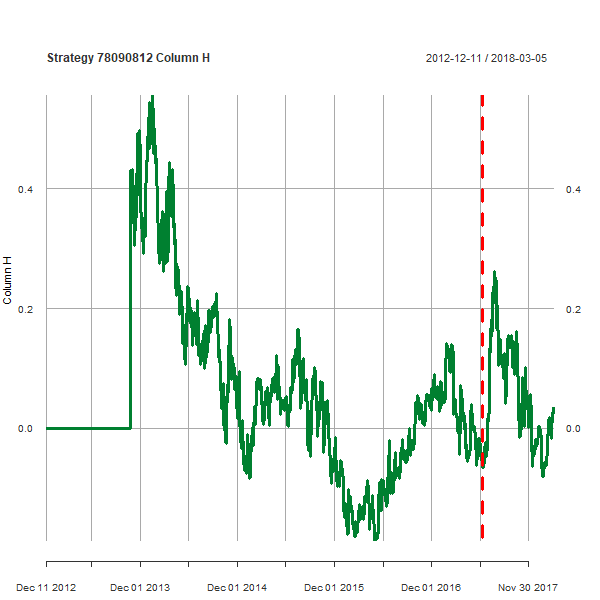 Strategy 78090812 Column H
2012-12-11 / 2018-03-05
Column H
0.4
0.4
0.2
0.2
0.0
0.0
Dec 11 2012
Dec 01 2013
Dec 01 2014
Dec 01 2015
Dec 01 2016
Nov 30 2017